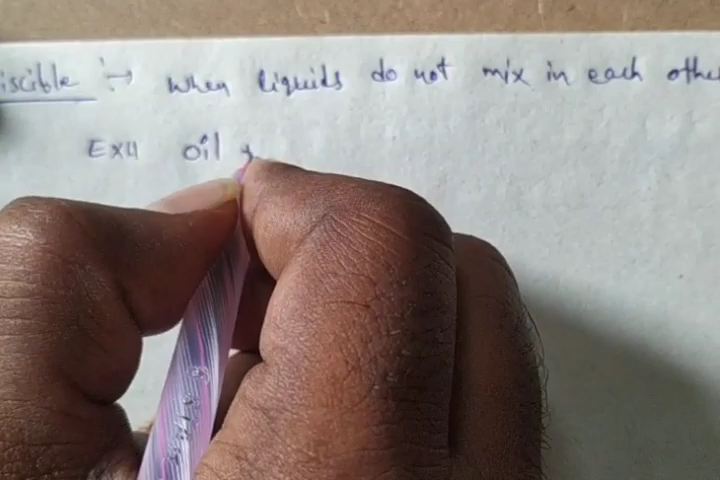 iscible :→ when liquids do not mix in each othe
Ex:, oil